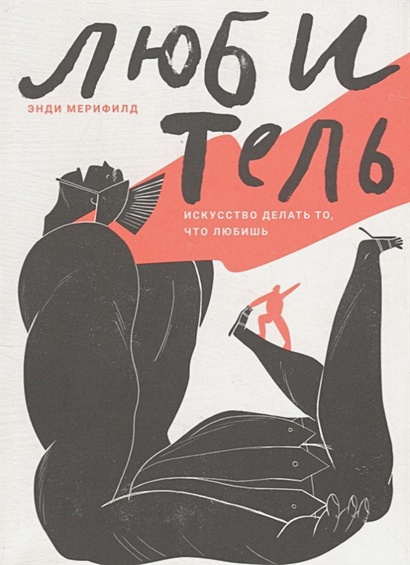 ЛЮБИ
ЭНДИ МЕРИФИЛД
ТЕЛЬ
ИСКУССТВО ДЕЛАТЬ ТО,
ЧТО ЛЮБИШЬ